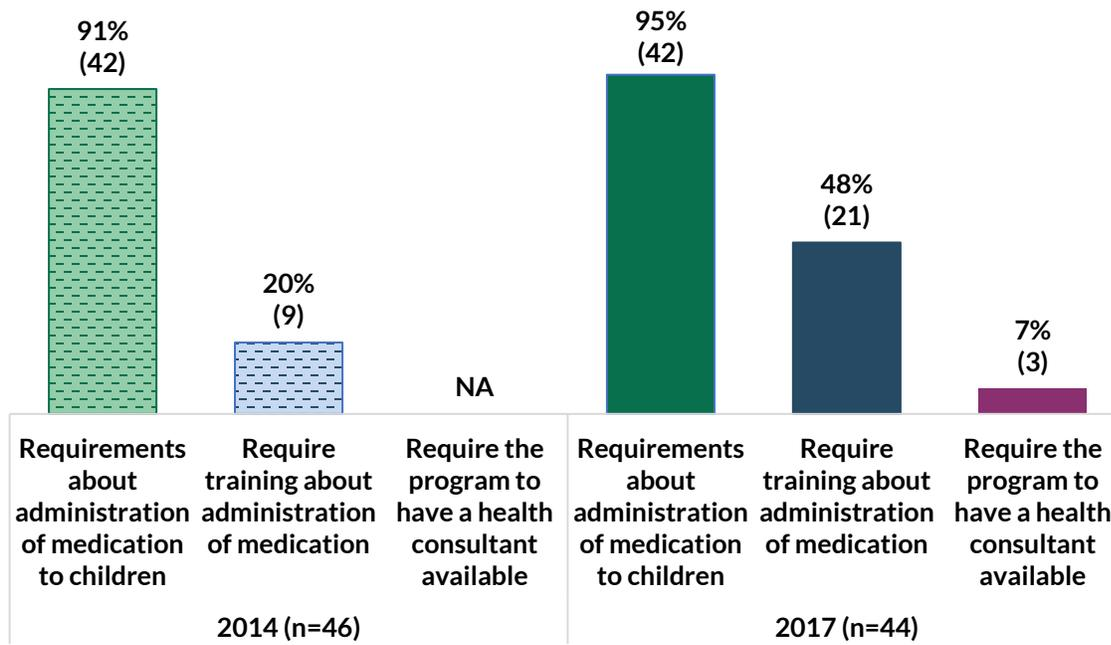 91%
(42)
20%
(9)
NA
95%
(42)
48%
(21)
7%
(3)
Requirements
about
administration
of medication
to children
Require
training about
administration
of medication
Require the
program to
have a health
consultant
available
2014 (n=46)
Requirements
about
administration
of medication
to children
Require
training about
administration
of medication
Require the
program to
have a health
consultant
available
2017 (n=44)